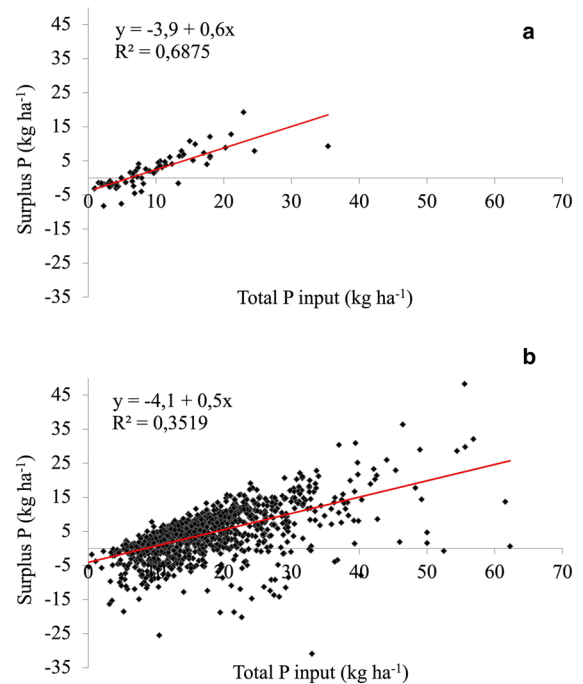 a
y = -3,9 + 0,6x
R² = 0,6875
Surplus P (kg ha⁻¹)
45
35
25
15
5
-5
-15
-25
-35
0 10 20 30 40 50 60 70
Total P input (kg ha⁻¹)
b
y = -4,1 + 0,5x
R² = 0,3519
Surplus P (kg ha⁻¹)
45
35
25
15
5
-5
-15
-25
-35
0 10 20 30 40 50 60 70
Total P input (kg ha⁻¹)